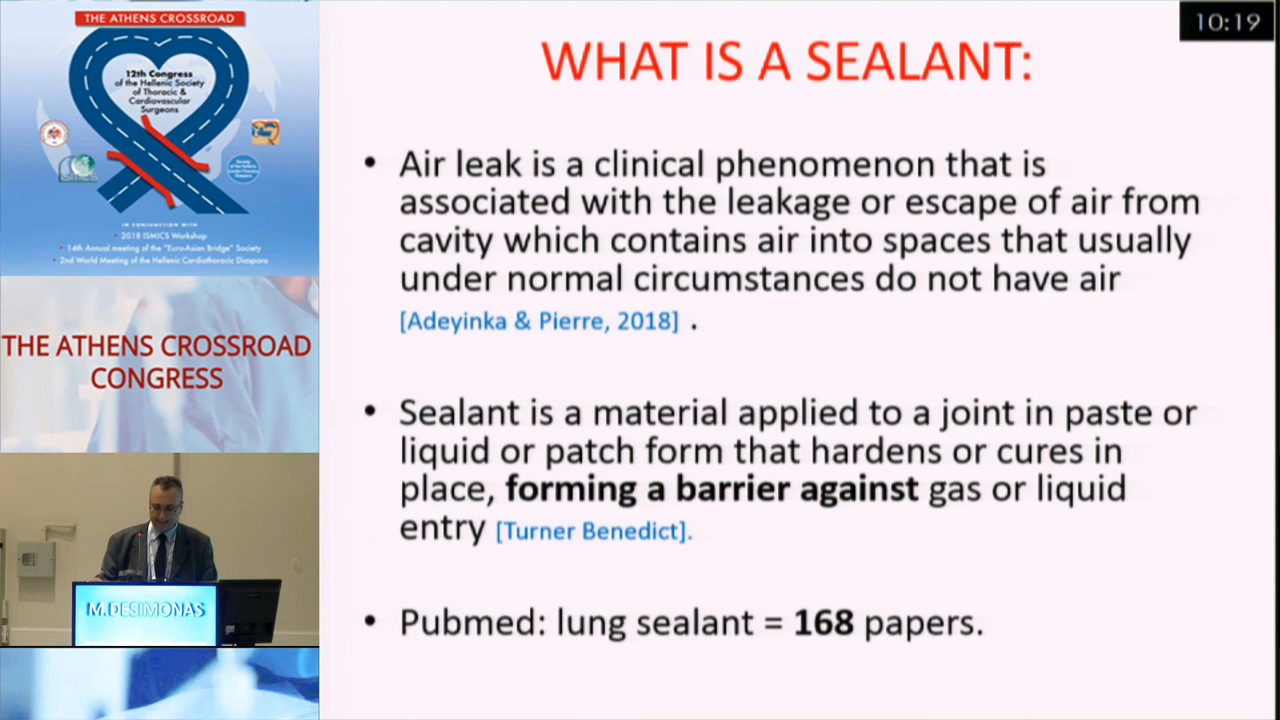 THE ATHENS CROSSROAD
12th Congress
of the Hellenic Society
of Thoracic &
Cardiovascular
Surgeons
IN CONJUNCTION WITH
• 2018 ISMICS Workshop
• 14th Annual meeting of the "Euro-Asian Bridge" Society
• 2nd World Meeting of the Hellenic Cardiothoracic Diaspora
THE ATHENS CROSSROAD
CONGRESS
M.DESIMONAS
10:19
WHAT IS A SEALANT:
• Air leak is a clinical phenomenon that is
associated with the leakage or escape of air from
cavity which contains air into spaces that usually
under normal circumstances do not have air
[Adeyinka & Pierre, 2018] .
• Sealant is a material applied to a joint in paste or
liquid or patch form that hardens or cures in
place, forming a barrier against gas or liquid
entry [Turner Benedict].
• Pubmed: lung sealant = 168 papers.